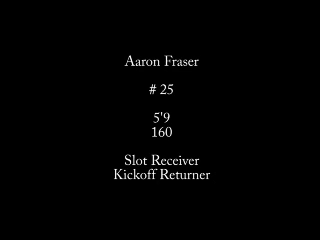 Aaron Fraser
# 25
5'9
160
Slot Receiver
Kickoff Returner